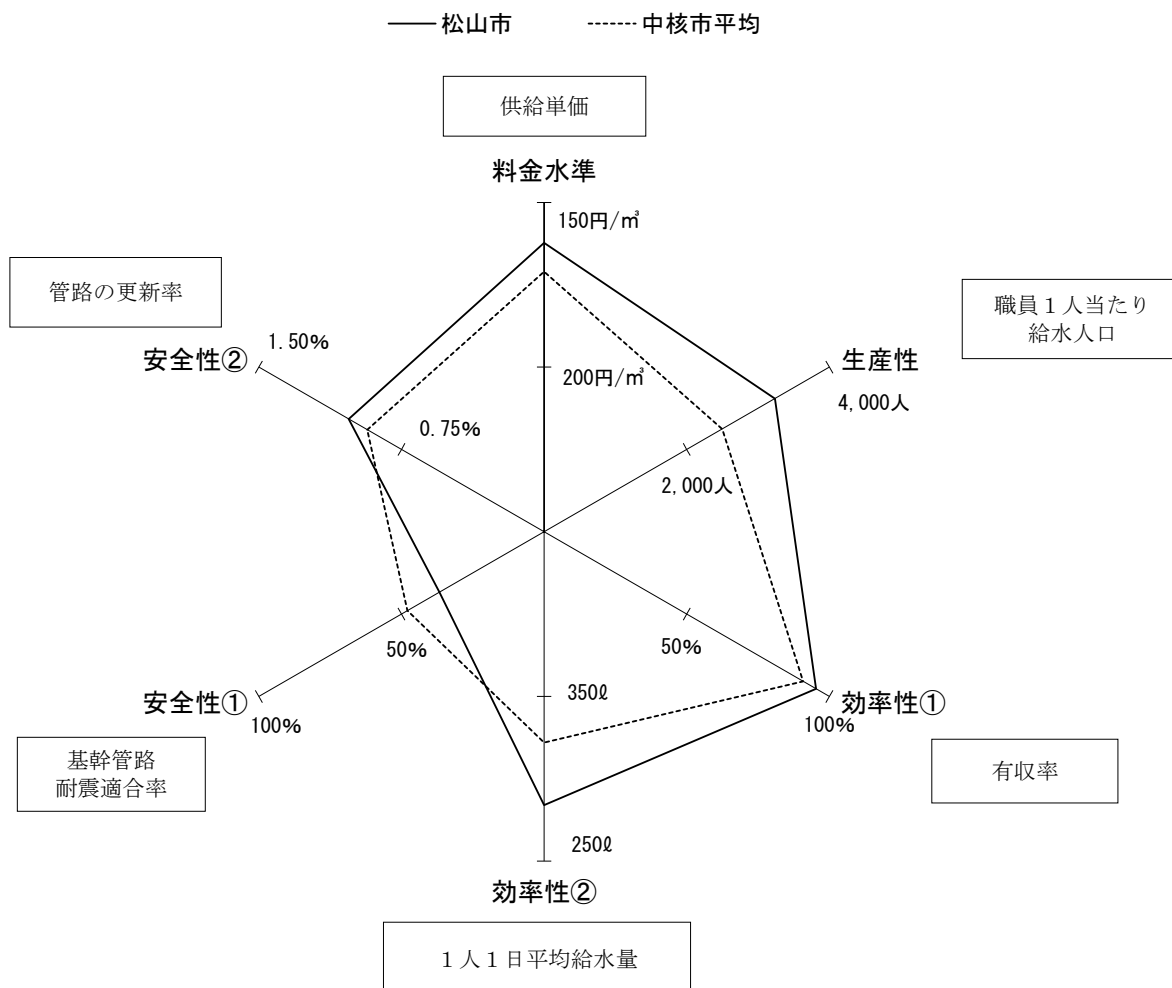 松山市 中核市平均
供給単価
料金水準
150円/㎥
200円/㎥
管路の更新率
安全性②
1.50%
0.75%
職員1人当たり
給水人口
生産性
4,000人
2,000人
50%
安全性①
100%
基幹管路
耐震適合率
50%
効率性①
100%
有収率
350ℓ
250ℓ
効率性②
1人1日平均給水量